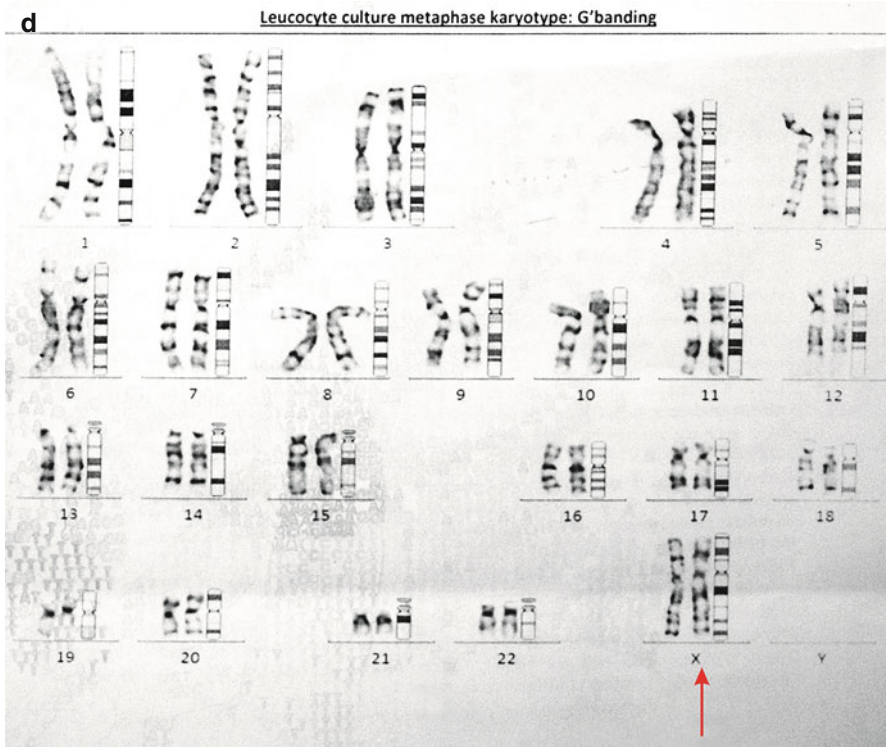 d
Leucocyte culture metaphase karyotype: G'banding
1 2 3 4 5
6 7 8 9 10 11 12
13 14 15 16 17 18
19 20 21 22 X Y